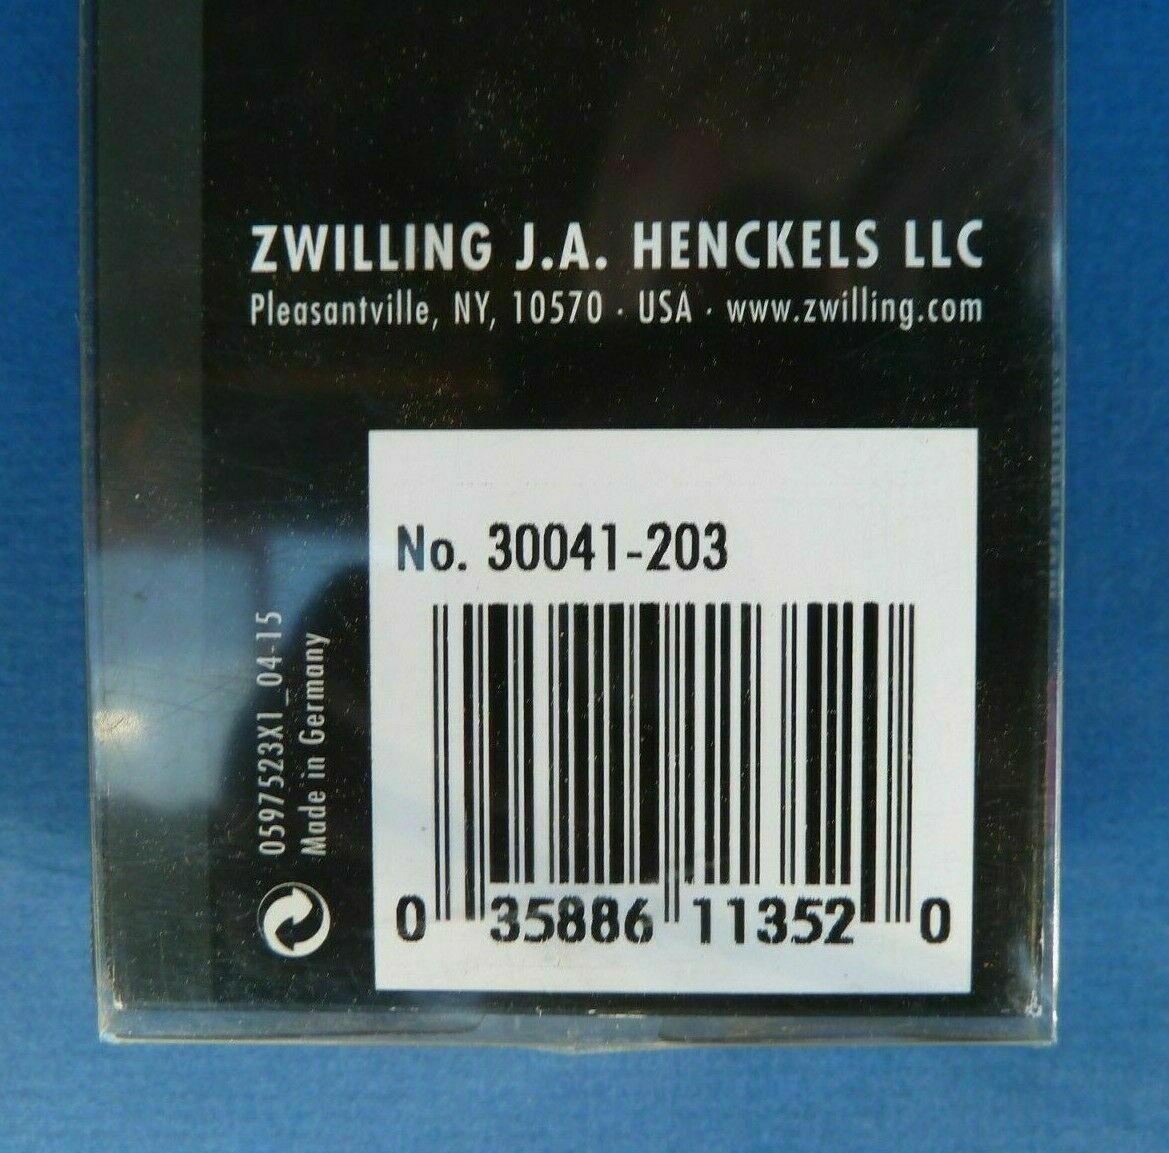 ZWILLING J.A. HENCKELS LLC
Pleasantville, NY, 10570 · USA · www.zwilling.com
No. 30041-203
0 35886 11352 0
0597523X1_04-15
Made in Germany